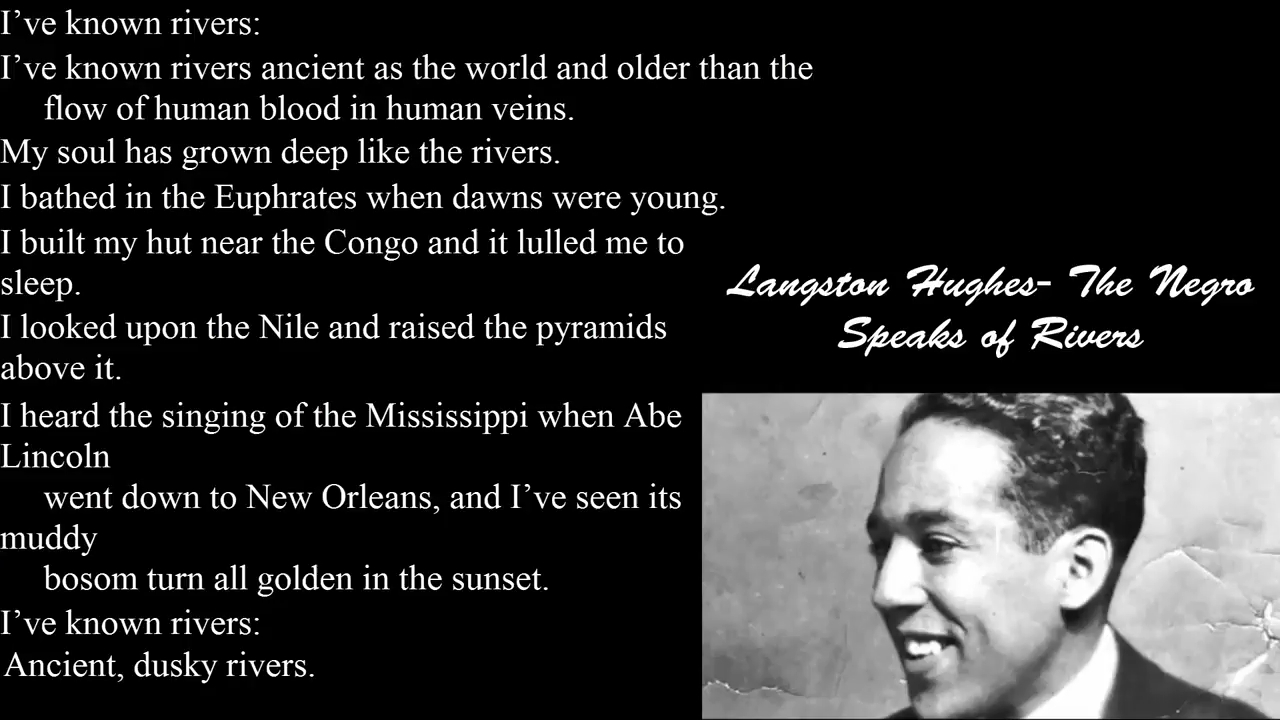 I’ve known rivers:
I’ve known rivers ancient as the world and older than the
flow of human blood in human veins.
My soul has grown deep like the rivers.
I bathed in the Euphrates when dawns were young.
I built my hut near the Congo and it lulled me to
sleep.
I looked upon the Nile and raised the pyramids
above it.
I heard the singing of the Mississippi when Abe
Lincoln
went down to New Orleans, and I’ve seen its
muddy
bosom turn all golden in the sunset.
I’ve known rivers:
Ancient, dusky rivers.
Langston Hughes- The Negro
Speaks of Rivers